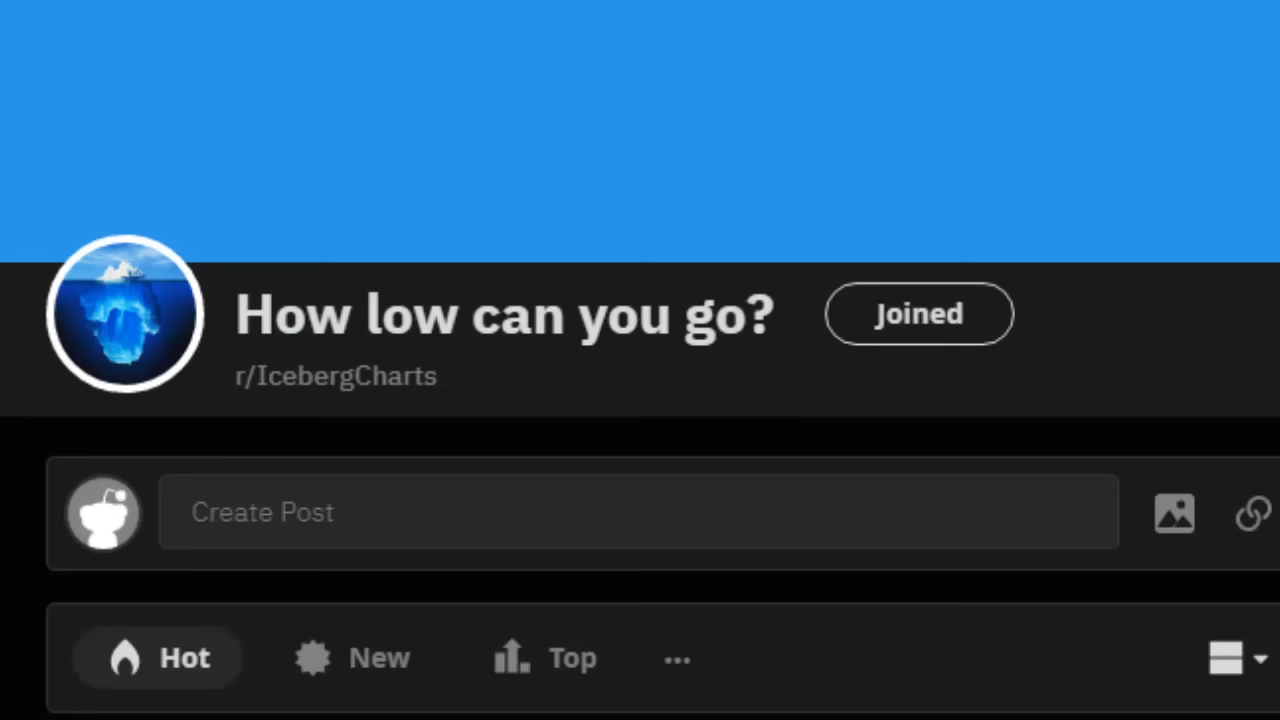 How low can you go?
Joined
r/IcebergCharts
Create Post
Hot
New
Top